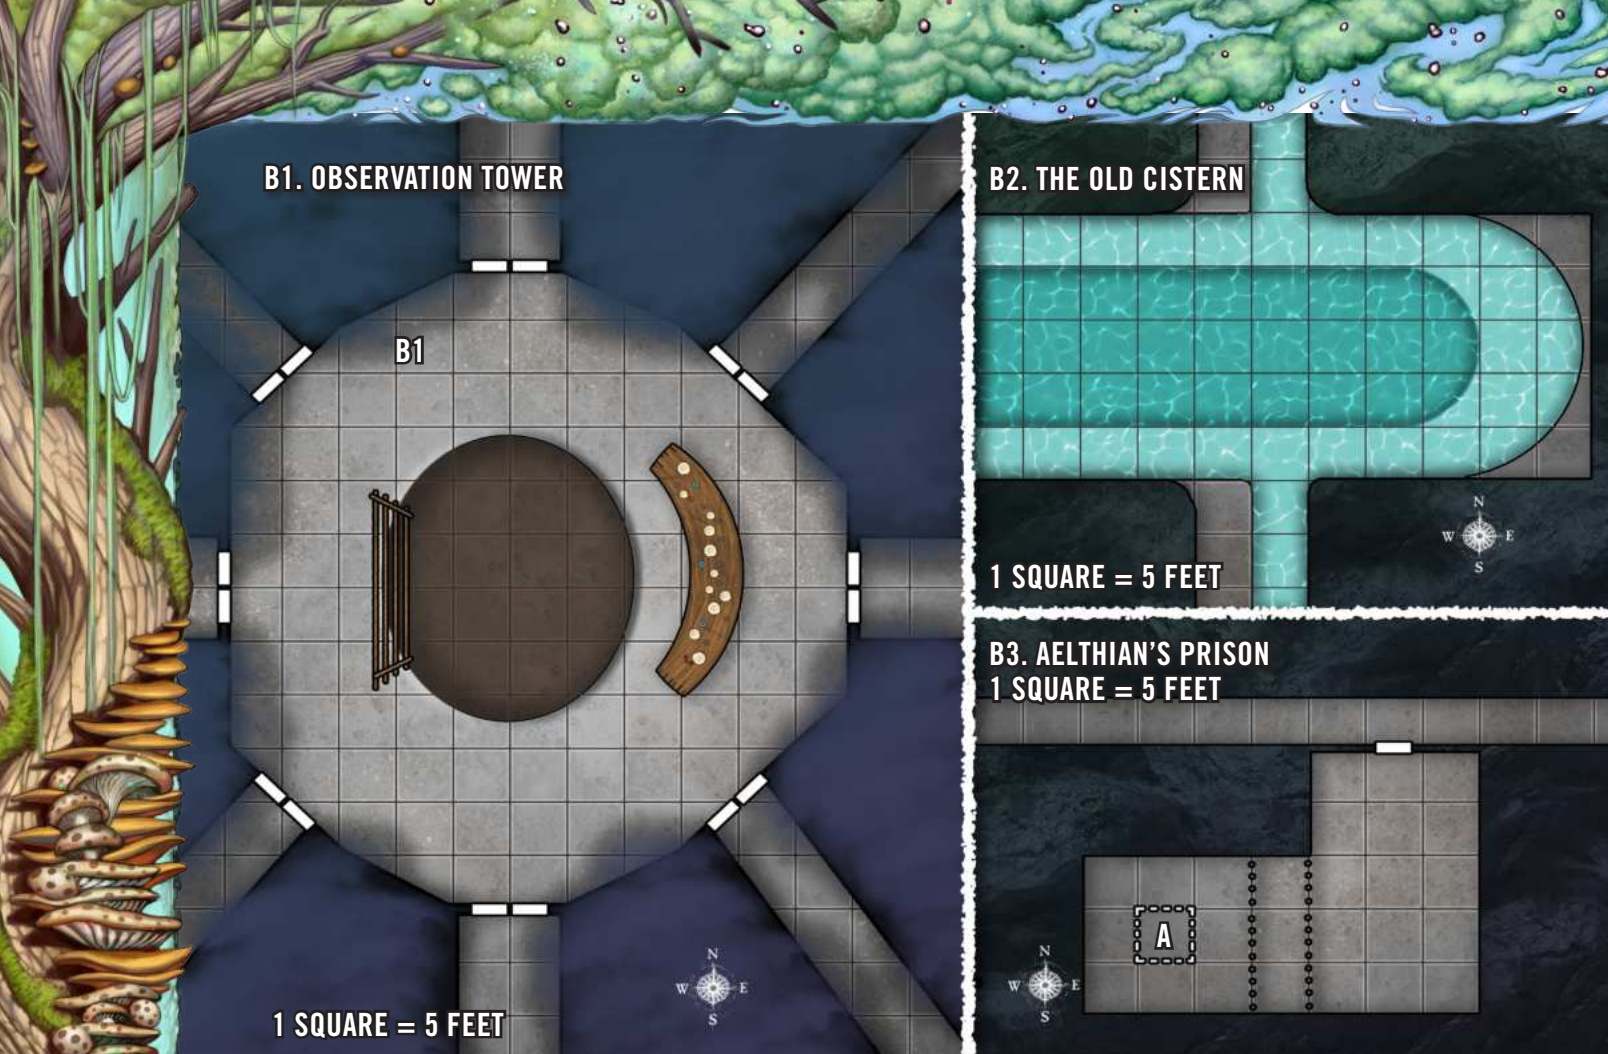 B1. OBSERVATION TOWER
B1
N
W E
S
1 SQUARE = 5 FEET
B2. THE OLD CISTERN
N
W E
S
1 SQUARE = 5 FEET
B3. AELTHIAN'S PRISON
1 SQUARE = 5 FEET
A
N
W E
S